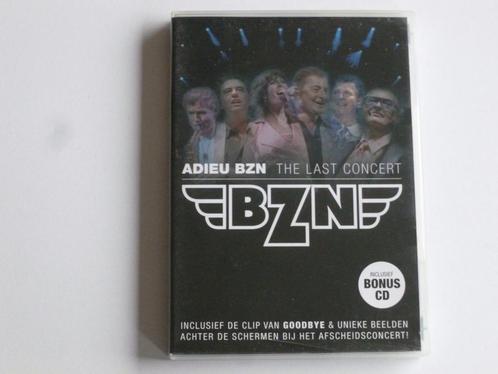 ADIEU BZN THE LAST CONCERT
BZN
INCLUSIEF
BONUS
CD
INCLUSIEF DE CLIP VAN GOODBYE & UNIEKE BEELDEN
ACHTER DE SCHERMEN BIJ HET AFSCHEIDSCONCERT!